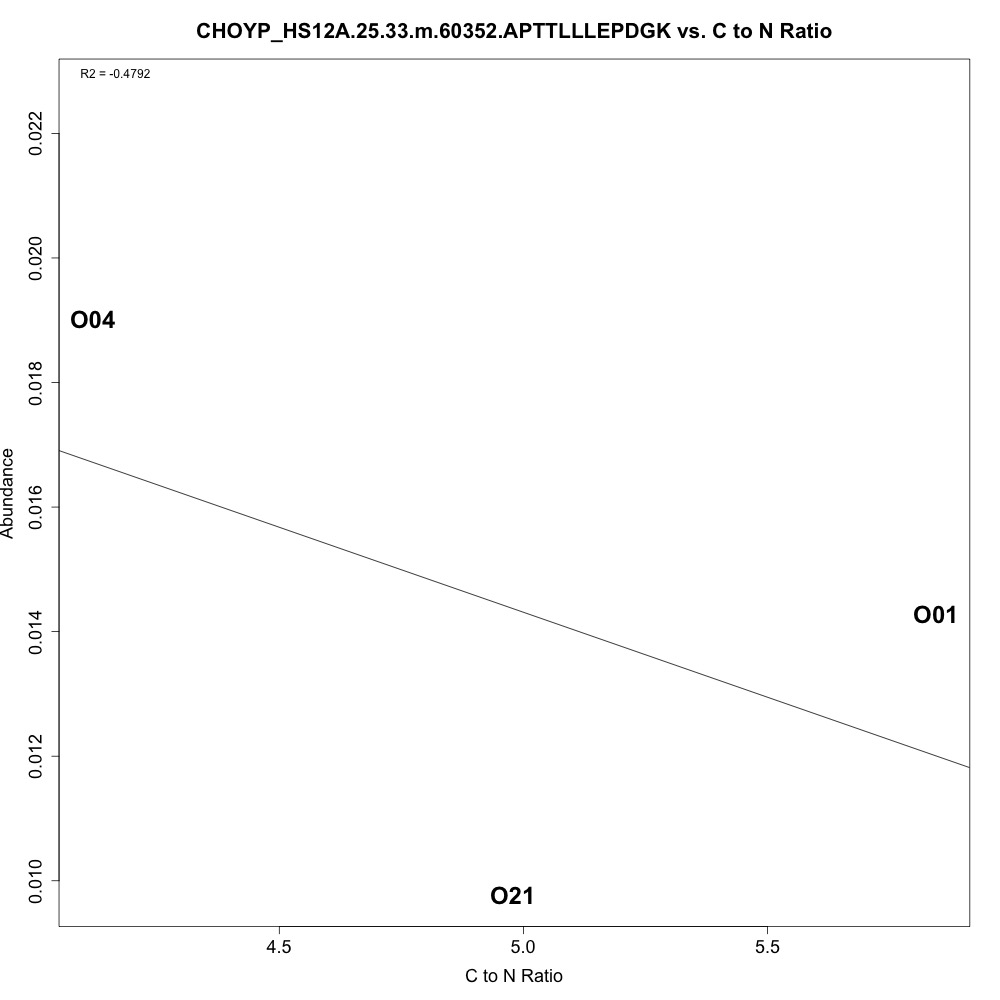 CHOYP_HS12A.25.33.m.60352.APTTLLLEPDGK vs. C to N Ratio
R2 = -0.4792
0.022
0.020
O04
0.018
Abundance
0.016
O01
0.014
0.012
0.010
O21
4.5 5.0 5.5
C to N Ratio